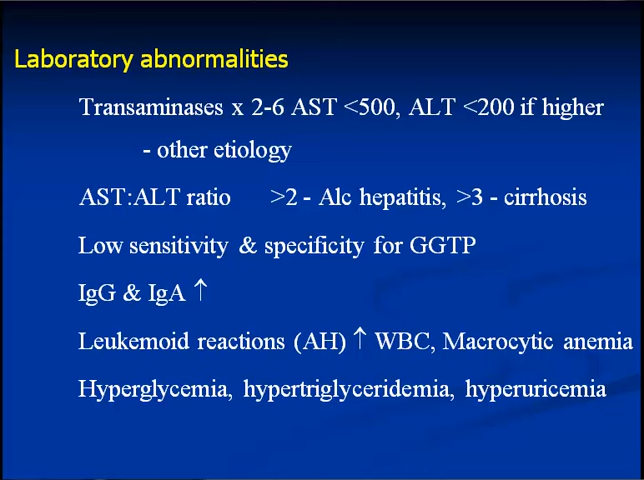 Laboratory abnormalities
Transaminases x 2-6 AST <500, ALT <200 if higher
- other etiology
AST:ALT ratio >2 - Alc hepatitis, >3 - cirrhosis
Low sensitivity & specificity for GGTP
IgG & IgA ↑
Leukemoid reactions (AH) ↑ WBC, Macrocytic anemia
Hyperglycemia, hypertriglyceridemia, hyperuricemia